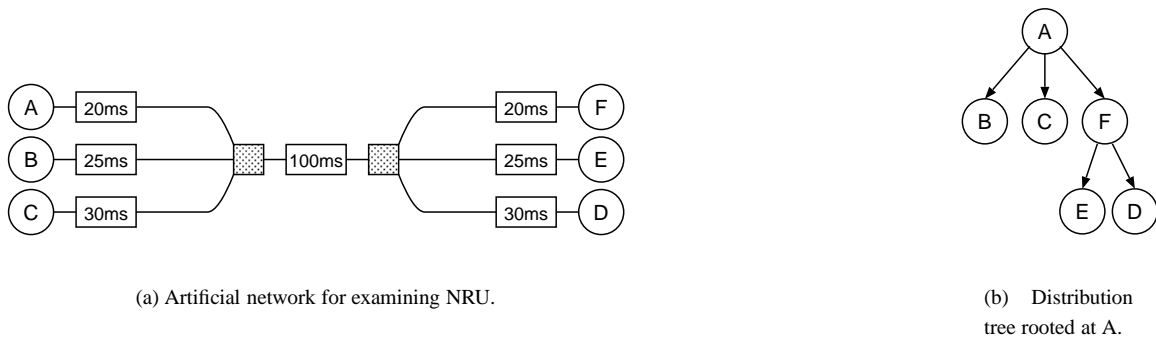 A
20ms
20ms
F
B
25ms
100ms
25ms
E
C
30ms
30ms
D
(a) Artificial network for examining NRU.
A
B
C
F
E
D
(b) Distribution
tree rooted at A.